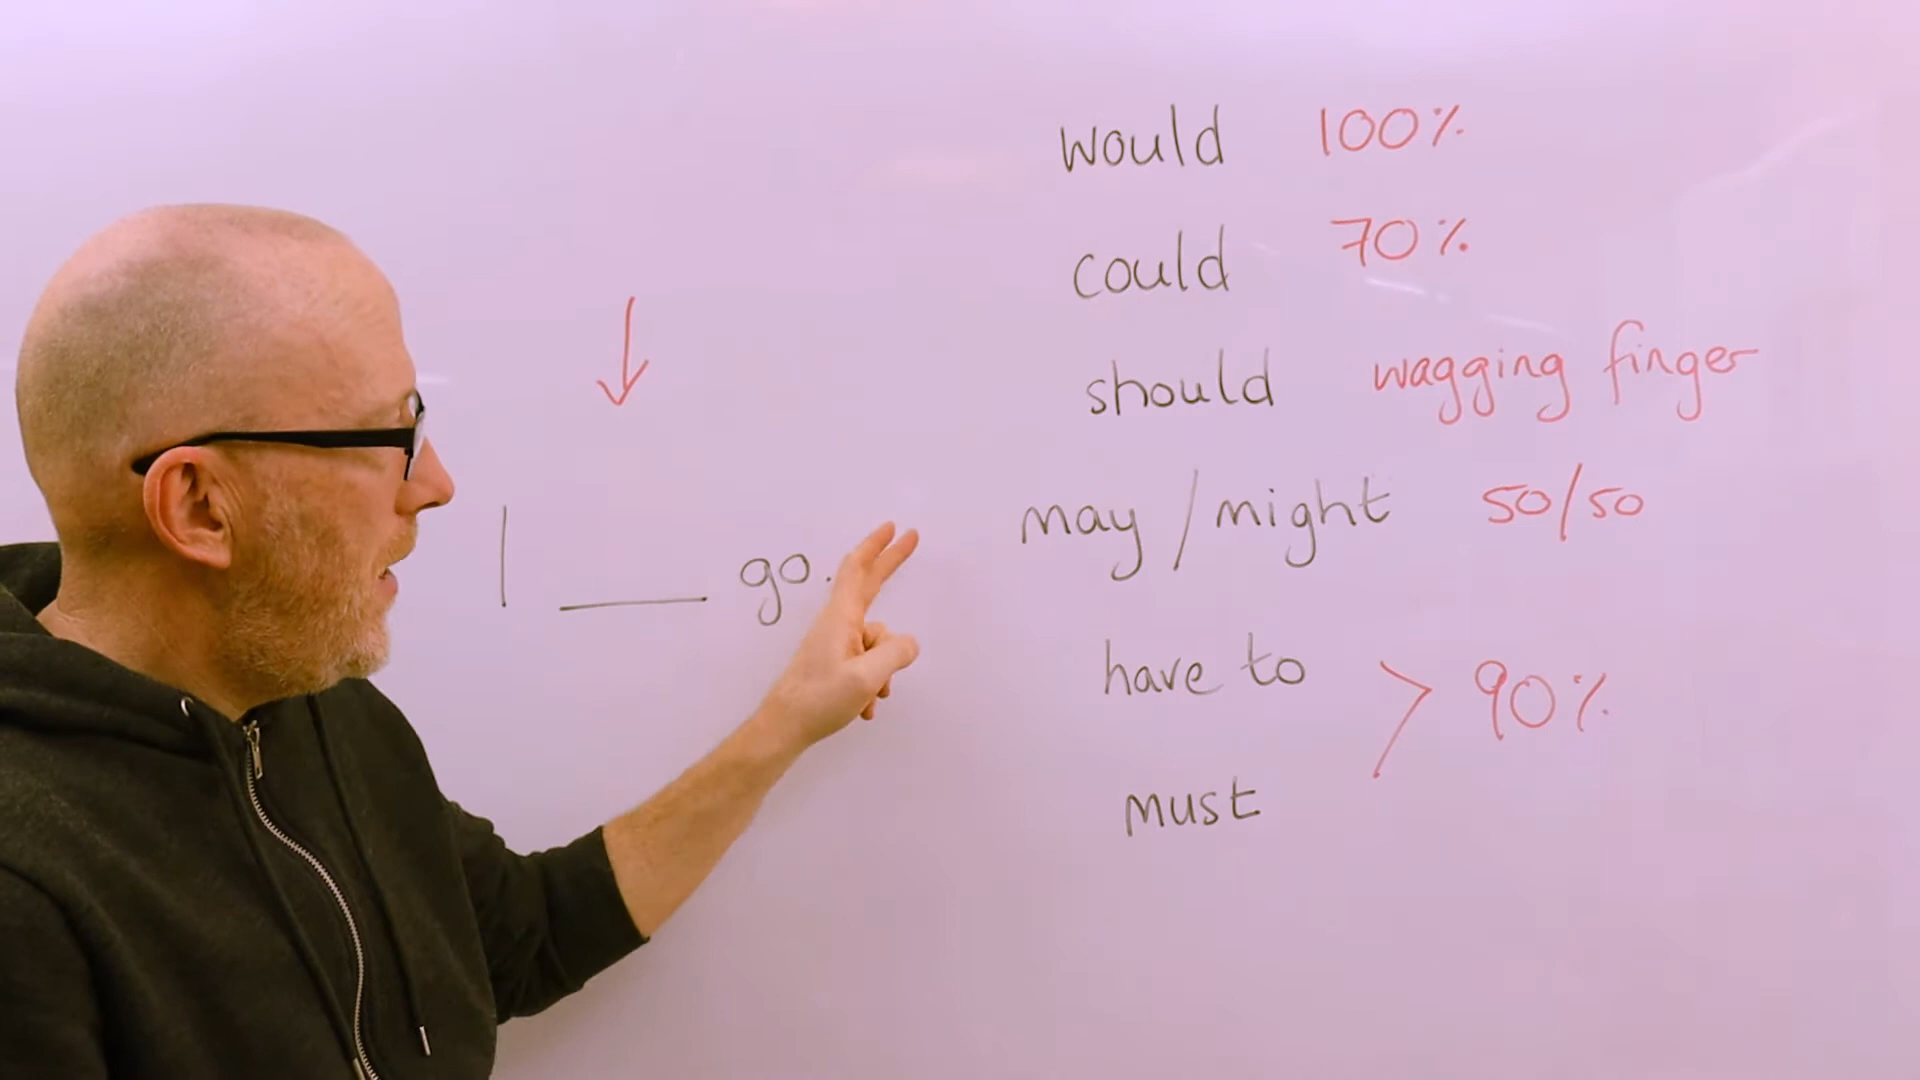 would 100%
could 70%
should wagging finger
may/might 50/50
I ___ go.
have to > 90%
must